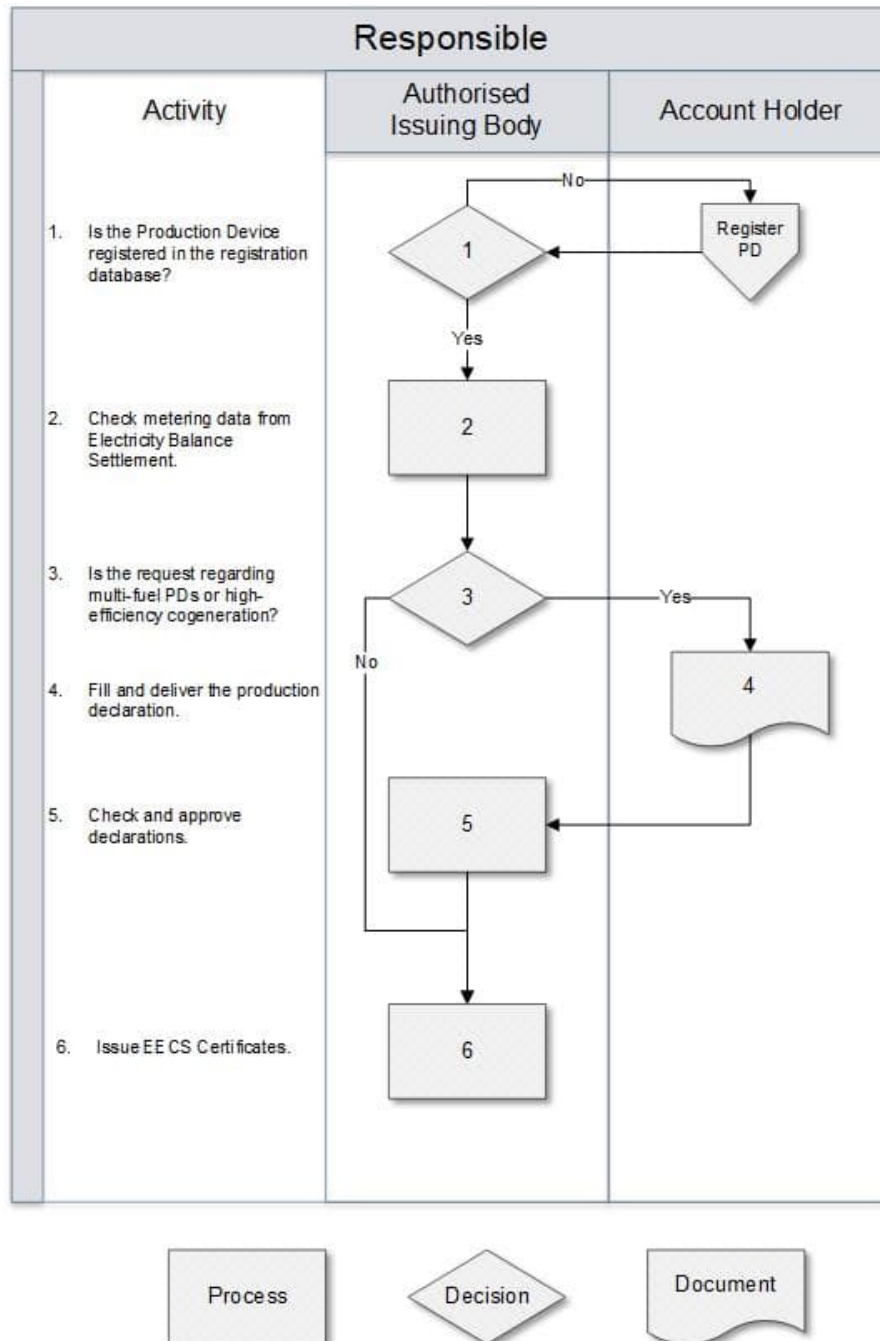 Responsible
Activity
Authorised
Issuing Body
Account Holder
No
1. Is the Production Device
registered in the registration
database?
1
Register
PD
Yes
2. Check metering data from
Electricity Balance
Settlement.
2
3. Is the request regarding
multi-fuel PDs or high-
efficiency cogeneration?
3
Yes
No
4. Fill and deliver the production
declaration.
4
5. Check and approve
declarations.
5
6. Issue EECS Certificates.
6
Process
Decision
Document